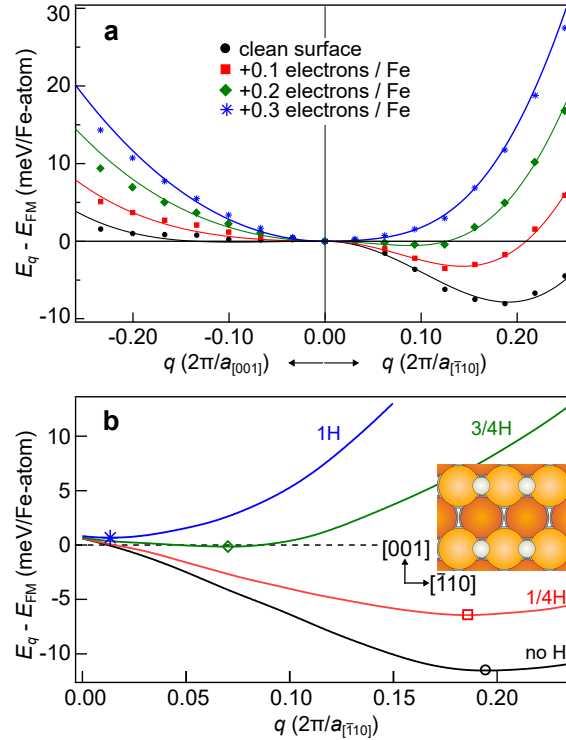 a
clean surface
+0.1 electrons / Fe
+0.2 electrons / Fe
+0.3 electrons / Fe
E_q - E_FM (meV/Fe-atom)
30
20
10
0
-10
-0.20
-0.10
0.00
0.10
0.20
q (2π/a[001])
q (2π/a[1̅10])
b
1H
3/4H
1/4H
no H
[001]
[1̅10]
E_q - E_FM (meV/Fe-atom)
10
5
0
-5
-10
0.00
0.05
0.10
0.15
0.20
q (2π/a[1̅10])